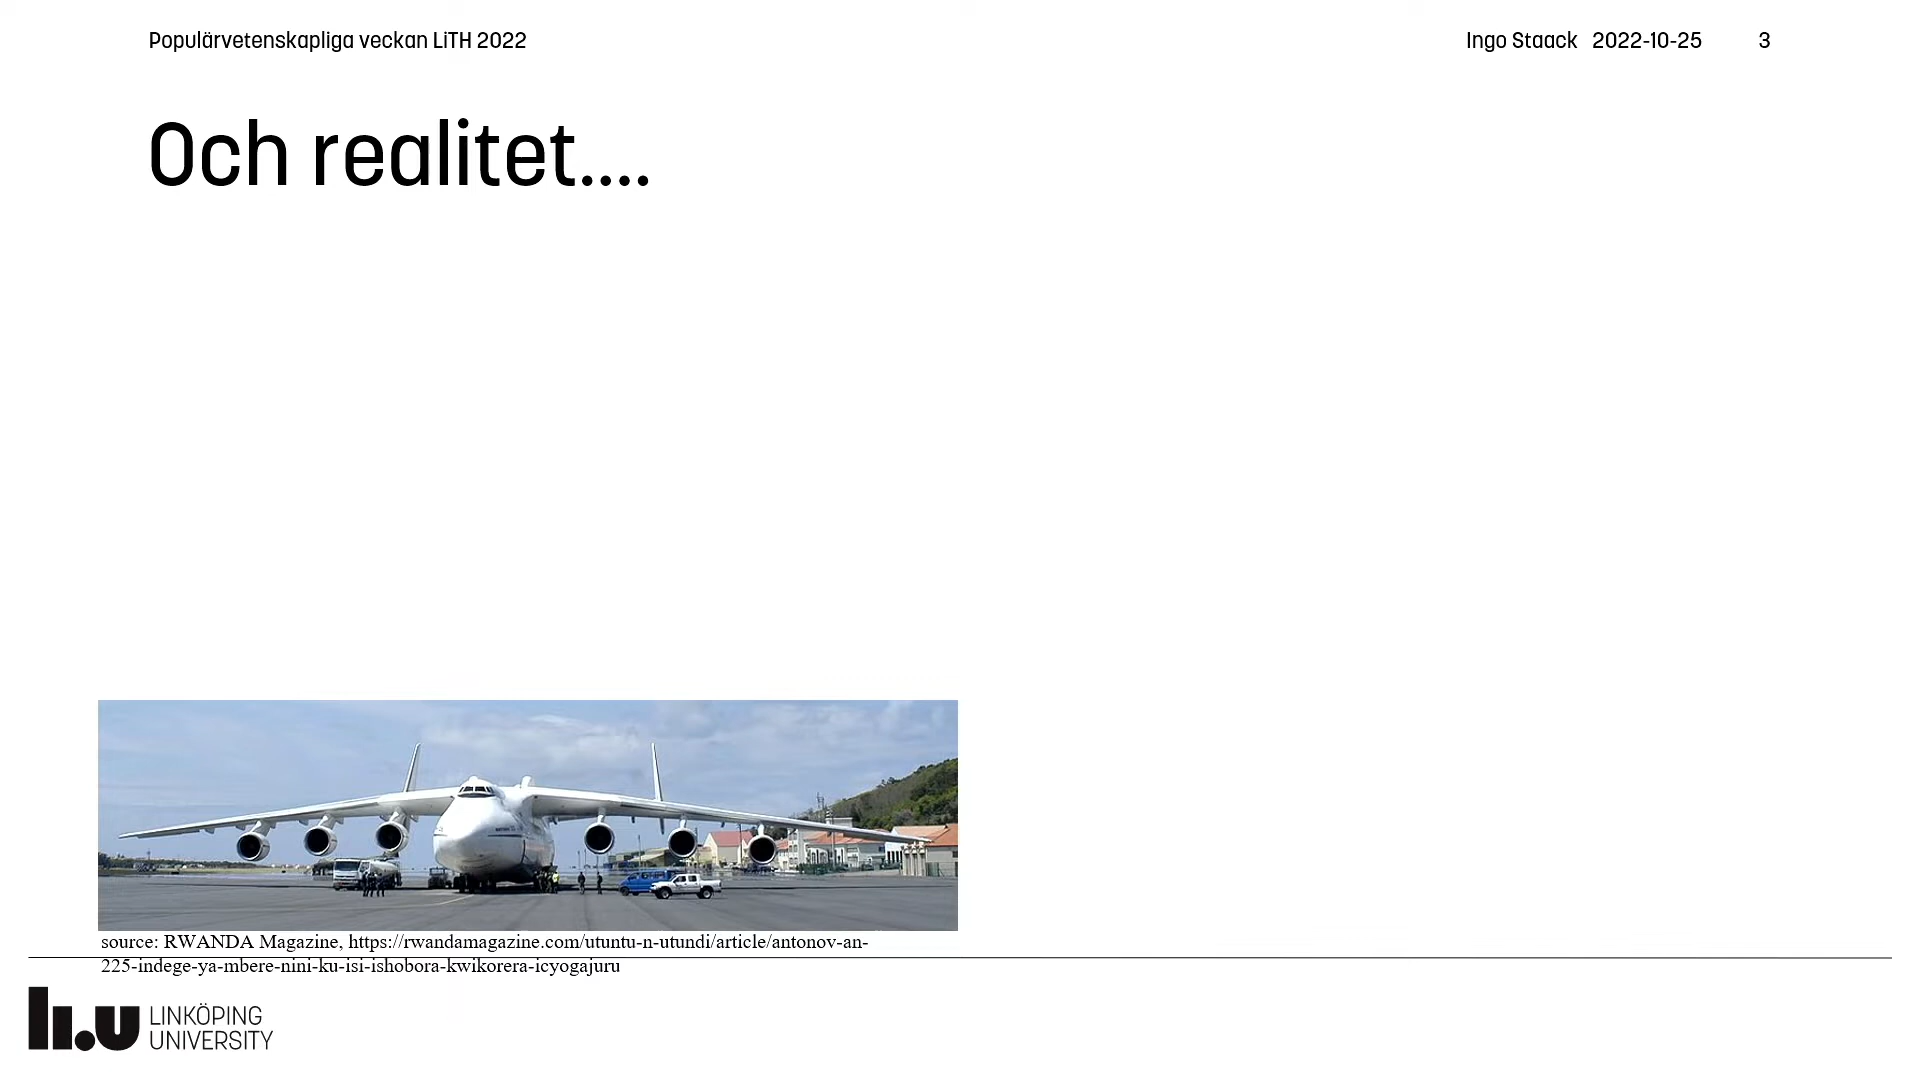 Populärvetenskapliga veckan LiTH 2022
Ingo Staack 2022-10-25 3
Och realitet....
source: RWANDA Magazine, https://rwandamagazine.com/utuntu-n-utundi/article/antonov-an-
225-indege-ya-mbere-nini-ku-isi-ishobora-kwikorera-icyogajuru
li.u LINKÖPING
UNIVERSITY